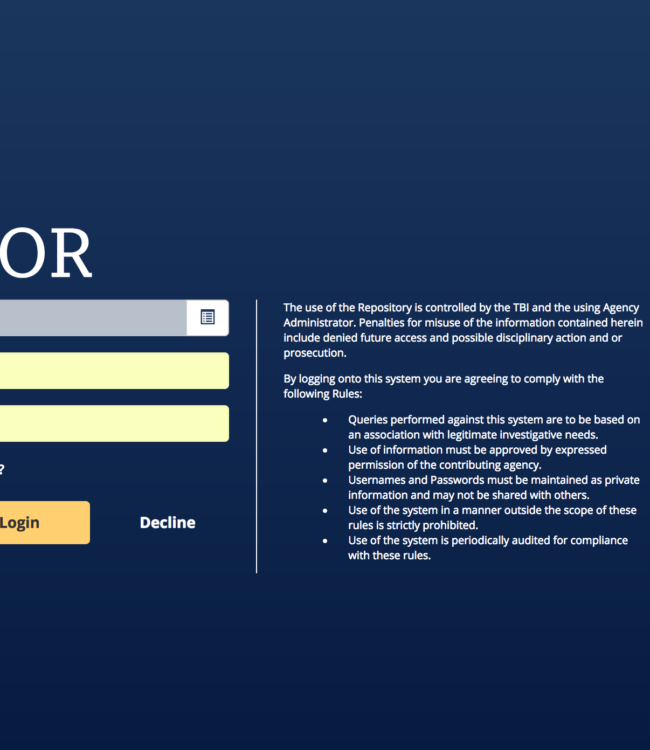 OR
The use of the Repository is controlled by the TBI and the using Agency
Administrator. Penalties for misuse of the information contained herein
include denied future access and possible disciplinary action and or
prosecution.
By logging onto this system you are agreeing to comply with the
following Rules:
• Queries performed against this system are to be based on
an association with legitimate investigative needs.
• Use of information must be approved by expressed
permission of the contributing agency.
• Usernames and Passwords must be maintained as private
information and may not be shared with others.
• Use of the system in a manner outside the scope of these
rules is strictly prohibited.
• Use of the system is periodically audited for compliance
with these rules.
?
Login
Decline